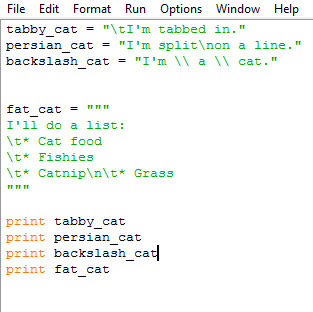 File Edit Format Run Options Window Help
tabby_cat = "\tI'm tabbed in."
persian_cat = "I'm split\non a line."
backslash_cat = "I'm \\ a \\ cat."
fat_cat = """
I'll do a list:
\t* Cat food
\t* Fishies
\t* Catnip\n\t* Grass
"""
print tabby_cat
print persian_cat
print backslash_cat
print fat_cat